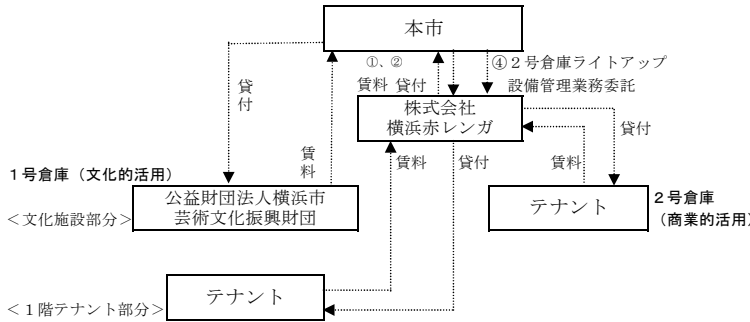 本市
①、②
賃料 貸付
④２号倉庫ライトアップ
設備管理業務委託
貸付
賃料
株式会社
横浜赤レンガ
貸付
賃料
賃料
貸付
１号倉庫（文化的活用）
公益財団法人横浜市
芸術文化振興財団
＜文化施設部分＞
テナント
２号倉庫
（商業的活用）
テナント
＜１階テナント部分＞